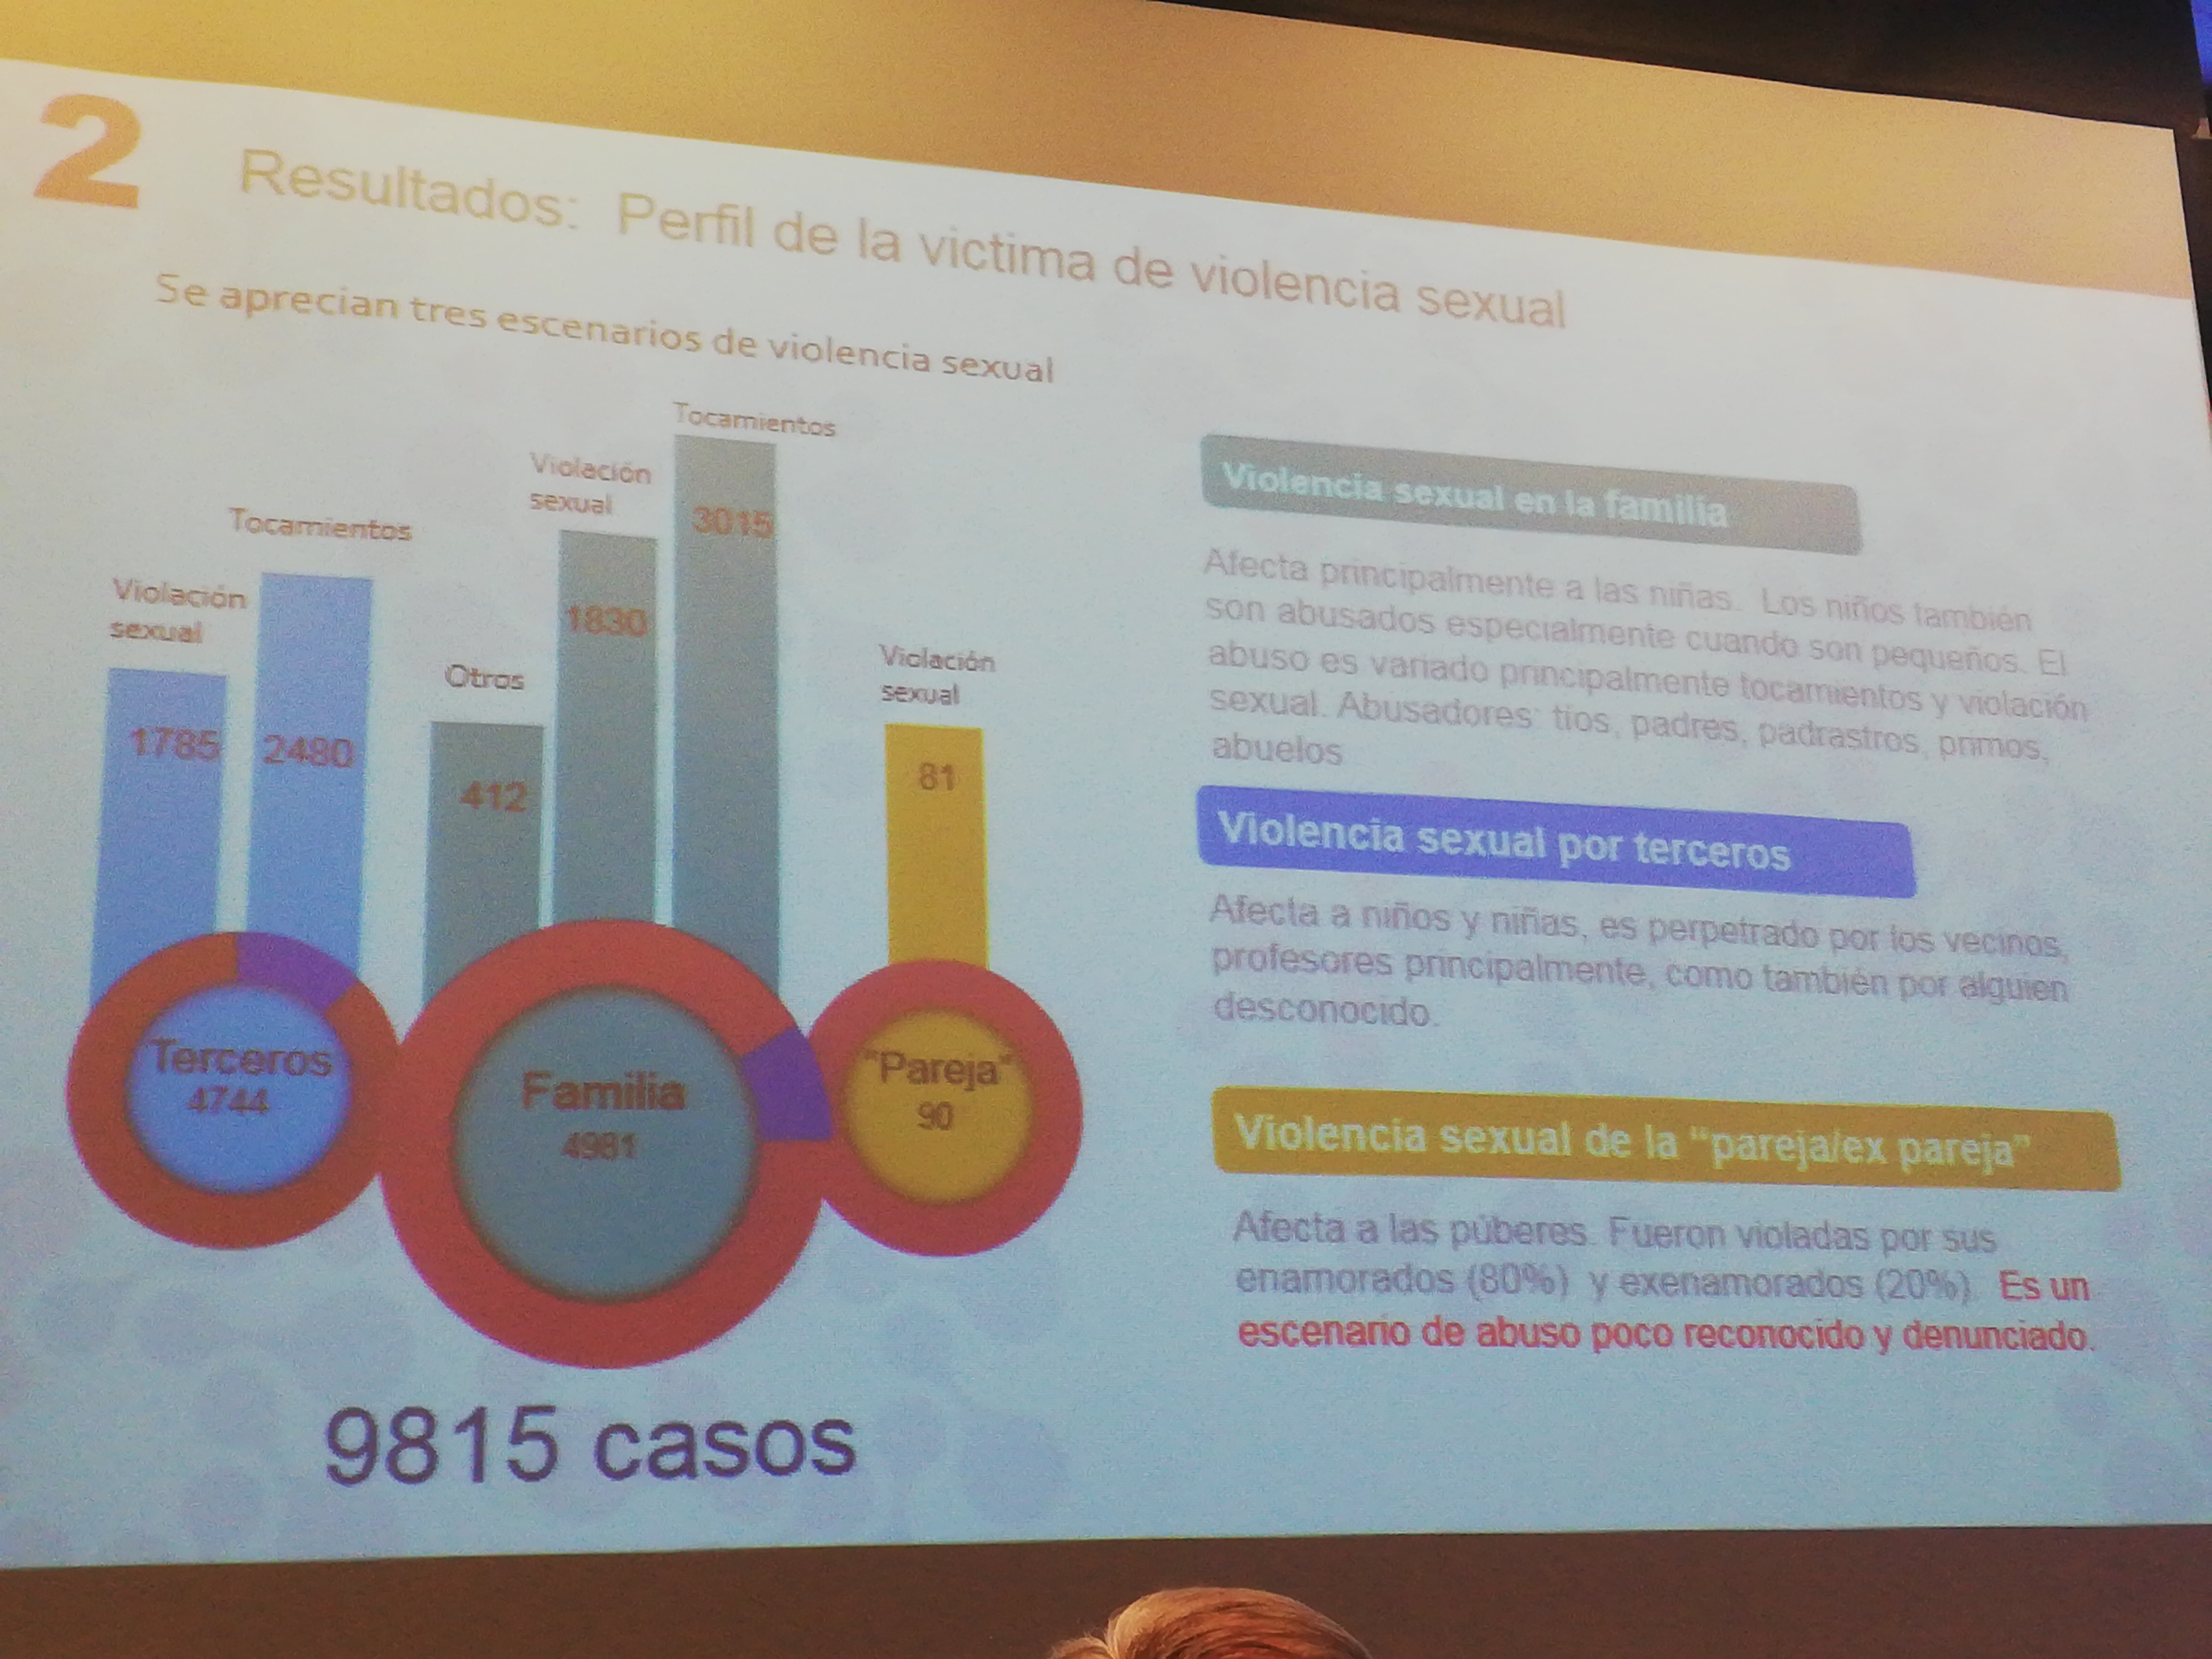 2
Resultados: Perfil de la victima de violencia sexual
Se aprecian tres escenarios de violencia sexual
Violación
sexual
1785
Tocamientos
2480
Otros
412
Violación
sexual
1830
Tocamientos
3015
Violación
sexual
81
Terceros
4744
Familia
4981
"Pareja"
90
9815 casos
Violencia sexual en la familia
Afecta principalmente a las niñas. Los niños también
son abusados especialmente cuando son pequeños. El
abuso es variado principalmente tocamientos y violación
sexual. Abusadores: tios, padres, padrastros, primos,
abuelos
Violencia sexual por terceros
Afecta a niños y niñas, es perpetrado por los vecinos,
profesores principalmente, como también por alguien
desconocido.
Violencia sexual de la “pareja/ex pareja”
Afecta a las púberes. Fueron violadas por sus
enamorados (80%) y exenamorados (20%). Es un
escenario de abuso poco reconocido y denunciado.